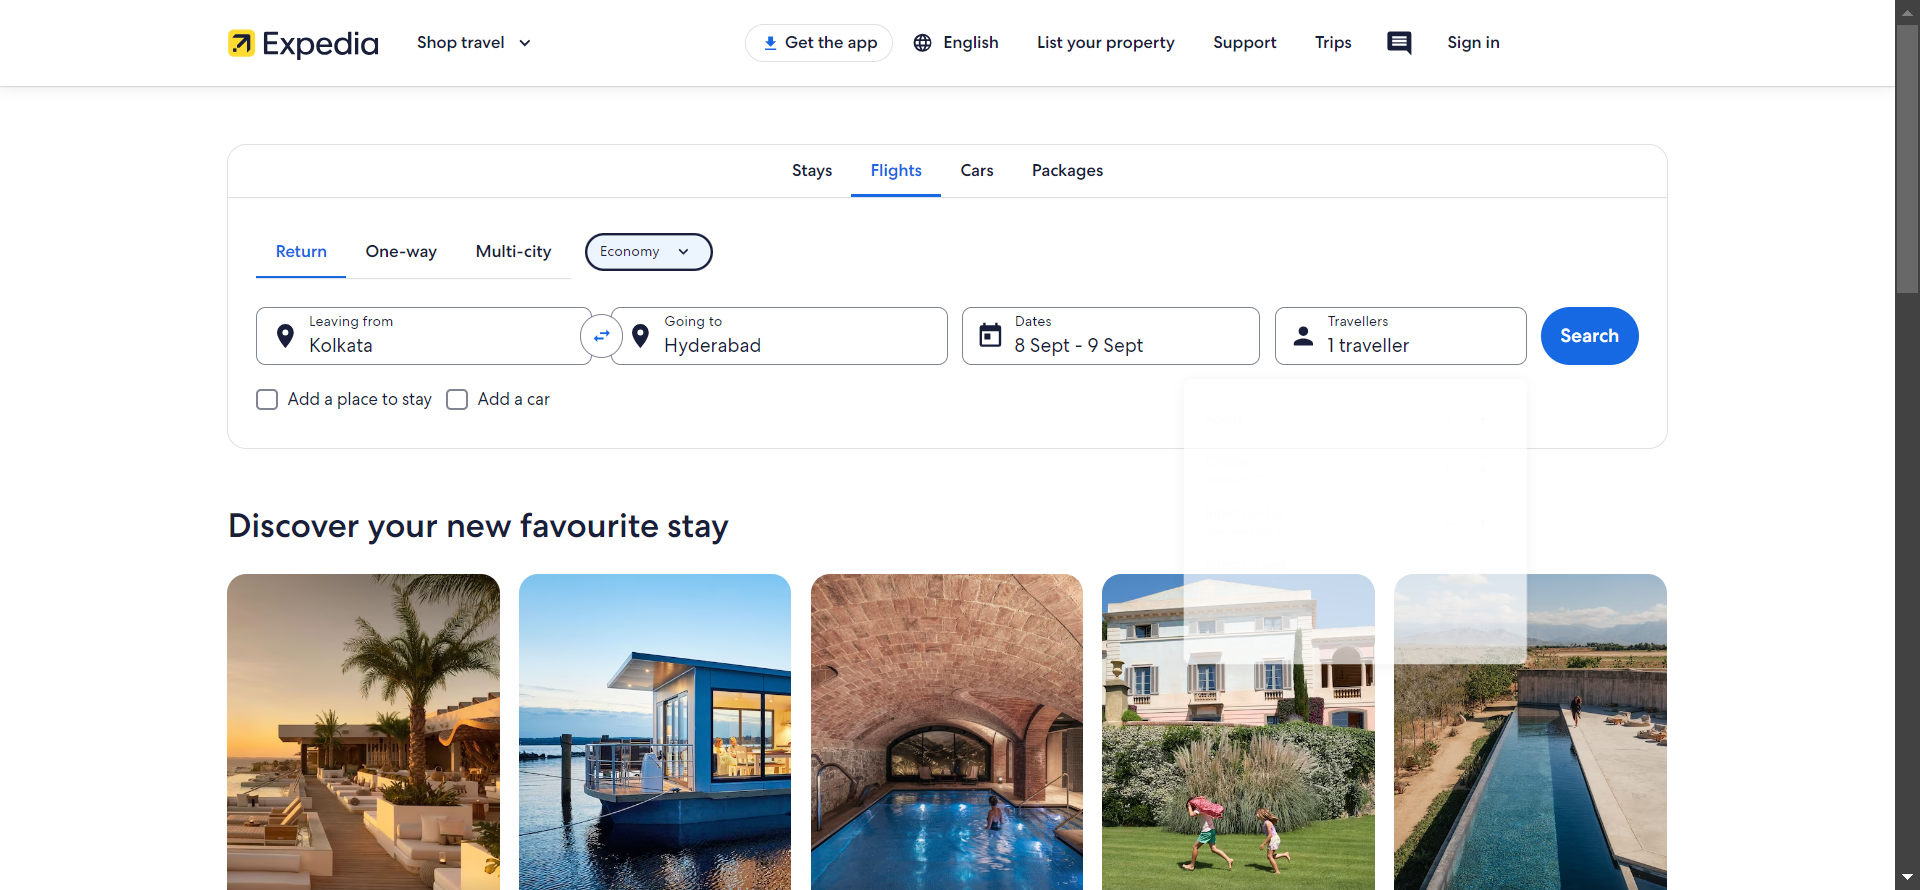 Expedia
Shop travel
Get the app
English
List your property
Support
Trips
Sign in
Stays
Flights
Cars
Packages
Return
One-way
Multi-city
Economy
Leaving from
Kolkata
Going to
Hyderabad
Dates
8 Sept - 9 Sept
Travellers
1 traveller
Search
Add a place to stay
Add a car
Discover your new favourite stay